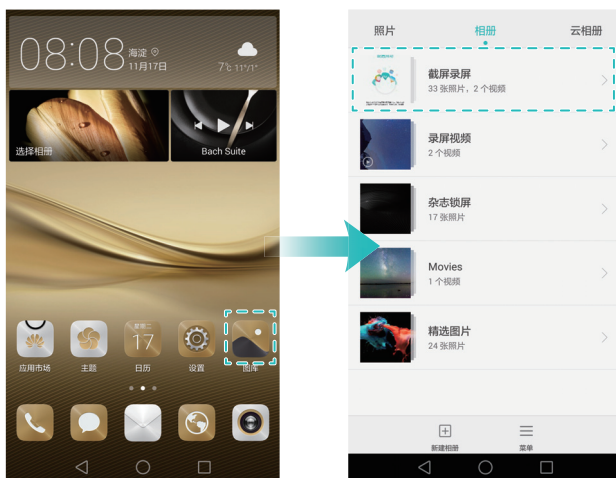 08:08
海淀
11月17日
7℃ 11°/1°
选择相册
Bach Suite
星期二
17
应用市场
主题
日历
设置
图库
照片
相册
云相册
截屏录屏
33 张照片，2 个视频
录屏视频
2 个视频
杂志锁屏
17 张照片
Movies
1 个视频
精选图片
24 张照片
新建相册
菜单